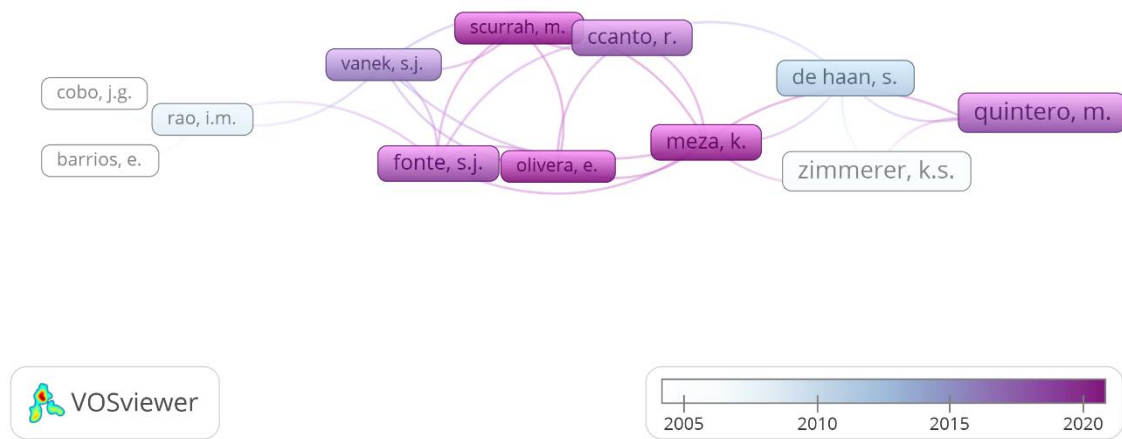 scurrah, m.
ccanto, r.
vanek, s.j.
de haan, s.
cobo, j.g.
rao, i.m.
quintero, m.
meza, k.
barrios, e.
fonte, s.j.
olivera, e.
zimmerer, k.s.
VOSviewer
2005
2010
2015
2020